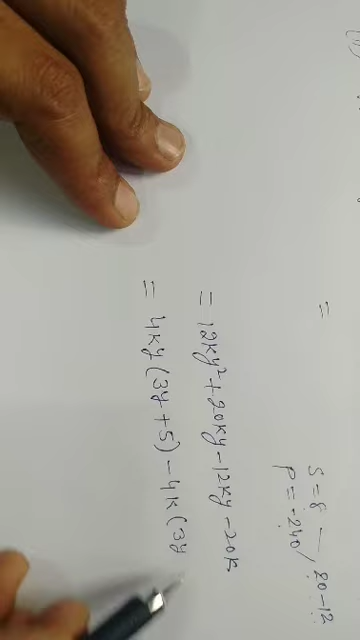 S = 8
P = -240 / 20 - 12
=
= 12ky² + 20ky - 12ky - 20k
= 4ky (3y + 5) - 4k (3y